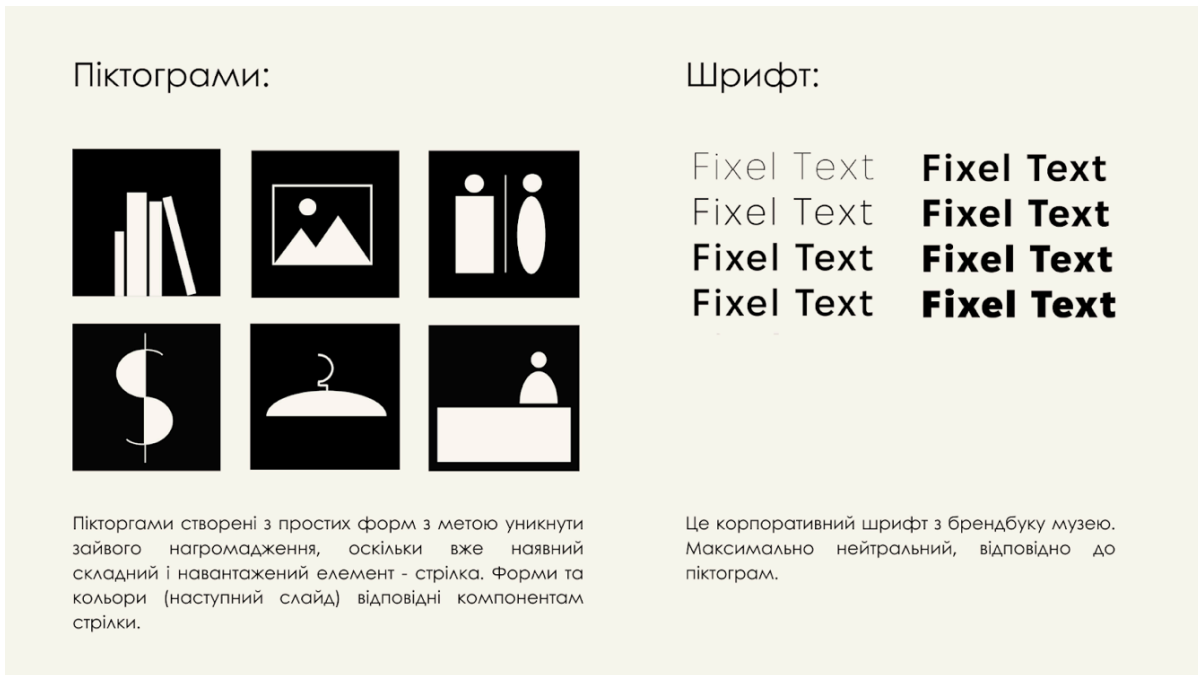 Піктограми:
Шрифт:
Fixel Text
Fixel Text
Fixel Text
Fixel Text
Fixel Text
Fixel Text
Fixel Text
Fixel Text
Пікторгами створені з простих форм з метою уникнути
зайвого нагромадження, оскільки вже наявний
складний і навантажений елемент - стрілка. Форми та
кольори (наступний слайд) відповідні компонентам
стрілки.
Це корпоративний шрифт з брендбуку музею.
Максимально нейтральний, відповідно до
піктограм.